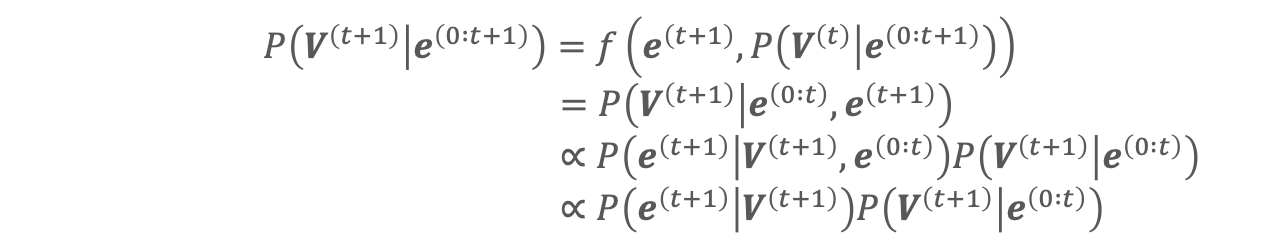 P(V^(t+1)|e^(0:t+1)) = f(e^(t+1), P(V^(t)|e^(0:t+1)))
= P(V^(t+1)|e^(0:t), e^(t+1))
∝ P(e^(t+1)|V^(t+1), e^(0:t))P(V^(t+1)|e^(0:t))
∝ P(e^(t+1)|V^(t+1))P(V^(t+1)|e^(0:t))